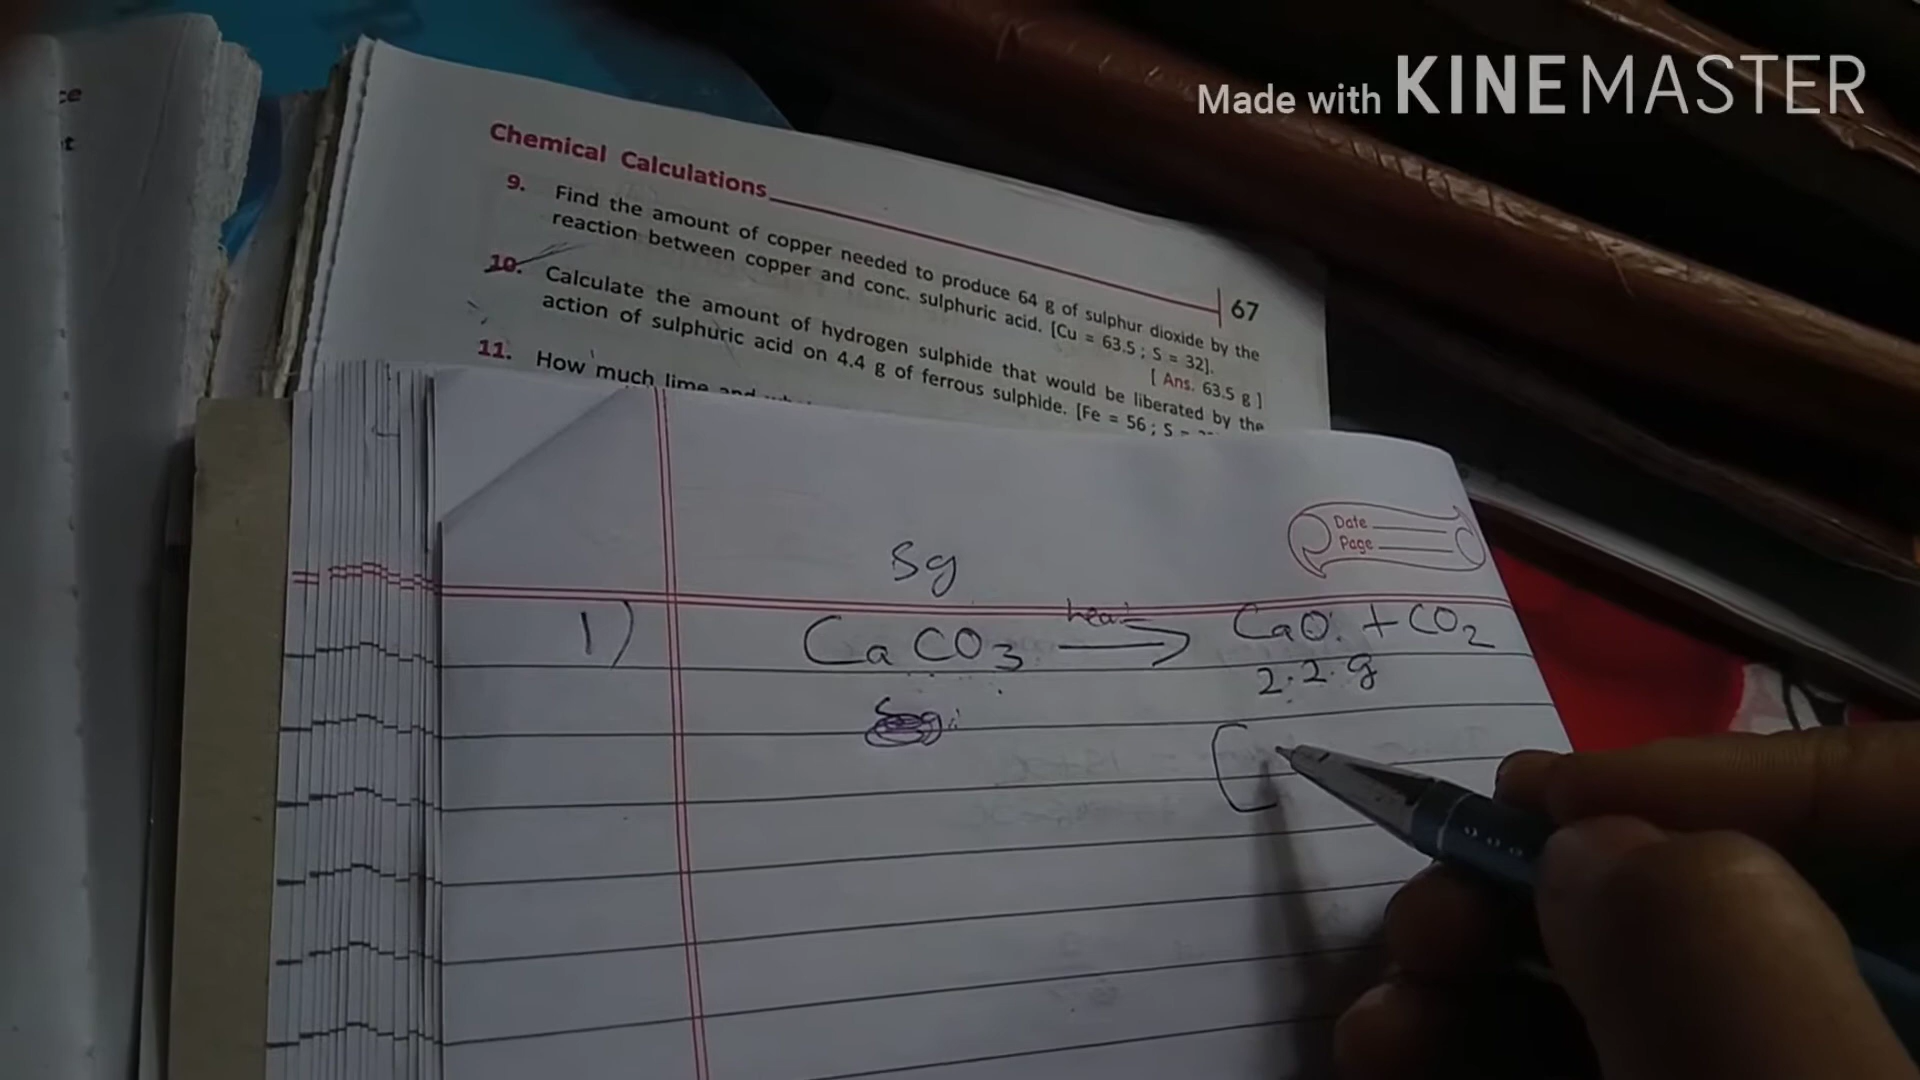 ce
t
Made with KINEMASTER
Chemical Calculations
67
9. Find the amount of copper needed to produce 64 g of sulphur dioxide by the
reaction between copper and conc. sulphuric acid. [Cu = 63.5 ; S = 32].
[ Ans. 63.5 g ]
10. Calculate the amount of hydrogen sulphide that would be liberated by the
action of sulphuric acid on 4.4 g of ferrous sulphide. [Fe = 56 ; S =
11. How much lime and
Date
Page
5g
1) CaCO3 heat → CaO + CO2
2.2.g